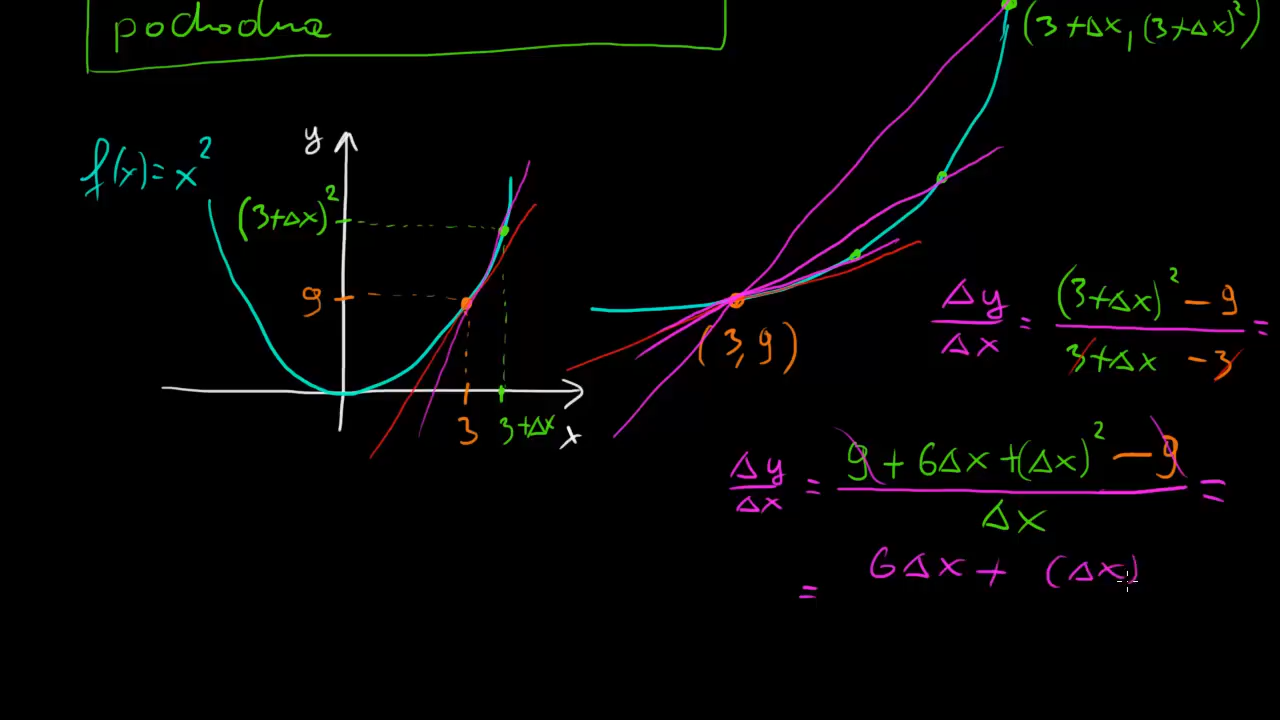 pochodna
(3+Δx, (3+Δx)²)
f(x)=x²
y
(3+Δx)²
9
3
3+Δx
x
(3,9)
Δy/Δx = ((3+Δx)² - 9)/(3+Δx - 3) =
Δy/Δx = (9 + 6Δx + (Δx)² - 9)/Δx =
= 6Δx + (Δx)